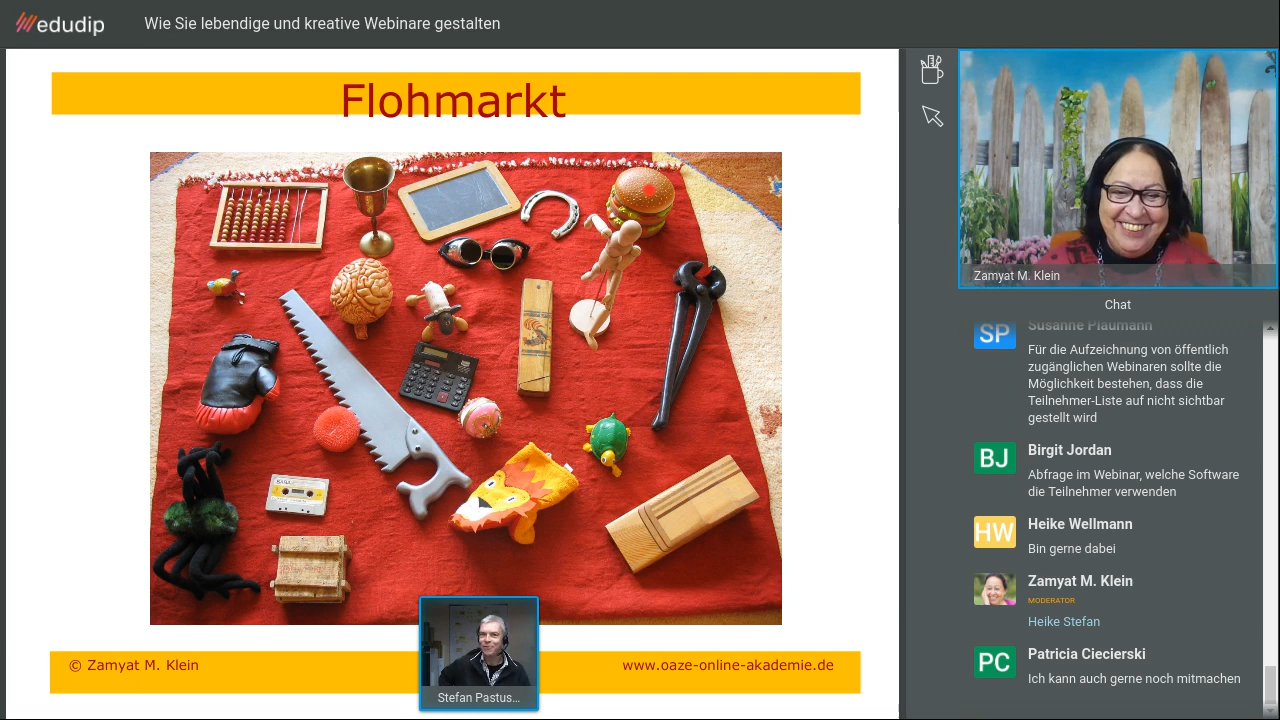 edudip
Wie Sie lebendige und kreative Webinare gestalten
Flohmarkt
BASF
© Zamyat M. Klein
www.oaze-online-akademie.de
Stefan Pastus...
Zamyat M. Klein
Chat
SP
Susanne Plaumann
Für die Aufzeichnung von öffentlich
zugänglichen Webinaren sollte die
Möglichkeit bestehen, dass die
Teilnehmer-Liste auf nicht sichtbar
gestellt wird
BJ
Birgit Jordan
Abfrage im Webinar, welche Software
die Teilnehmer verwenden
HW
Heike Wellmann
Bin gerne dabei
Zamyat M. Klein
MODERATOR
Heike Stefan
PC
Patricia Ciecierski
Ich kann auch gerne noch mitmachen